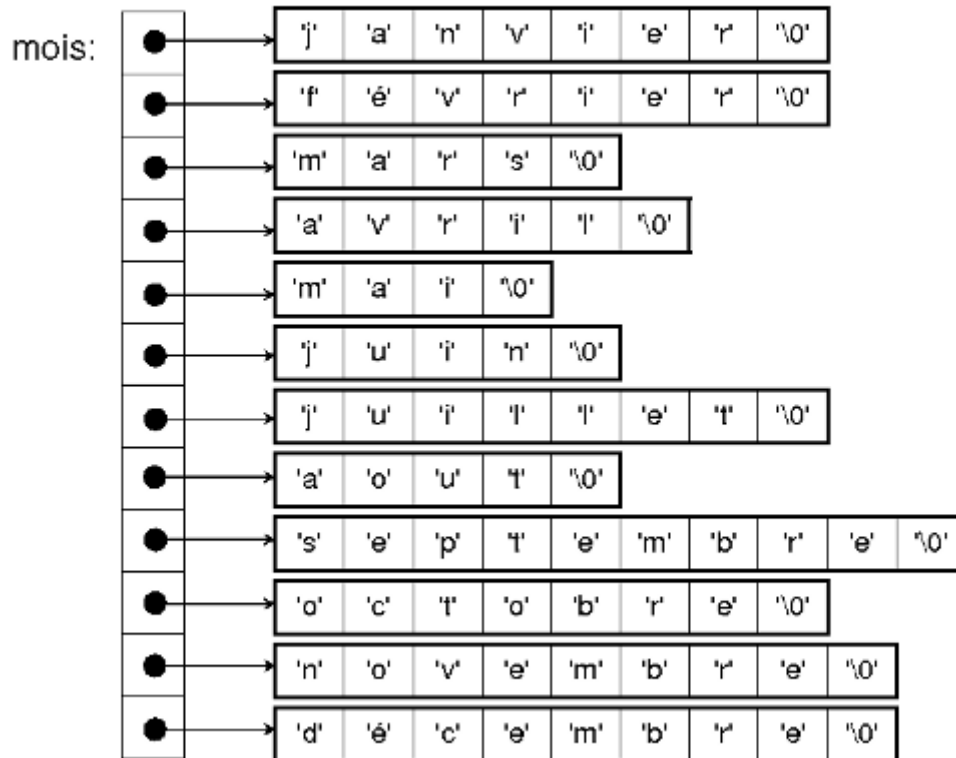 mois: 'j' 'a' 'n' 'v' 'i' 'e' 'r' '\0'
'f' 'é' 'v' 'r' 'i' 'e' 'r' '\0'
'm' 'a' 'r' 's' '\0'
'a' 'v' 'r' 'i' 'l' '\0'
'm' 'a' 'i' '\0'
'j' 'u' 'i' 'n' '\0'
'j' 'u' 'i' 'l' 'l' 'e' 't' '\0'
'a' 'o' 'u' 't' '\0'
's' 'e' 'p' 't' 'e' 'm' 'b' 'r' 'e' '\0'
'o' 'c' 't' 'o' 'b' 'r' 'e' '\0'
'n' 'o' 'v' 'e' 'm' 'b' 'r' 'e' '\0'
'd' 'é' 'c' 'e' 'm' 'b' 'r' 'e' '\0'